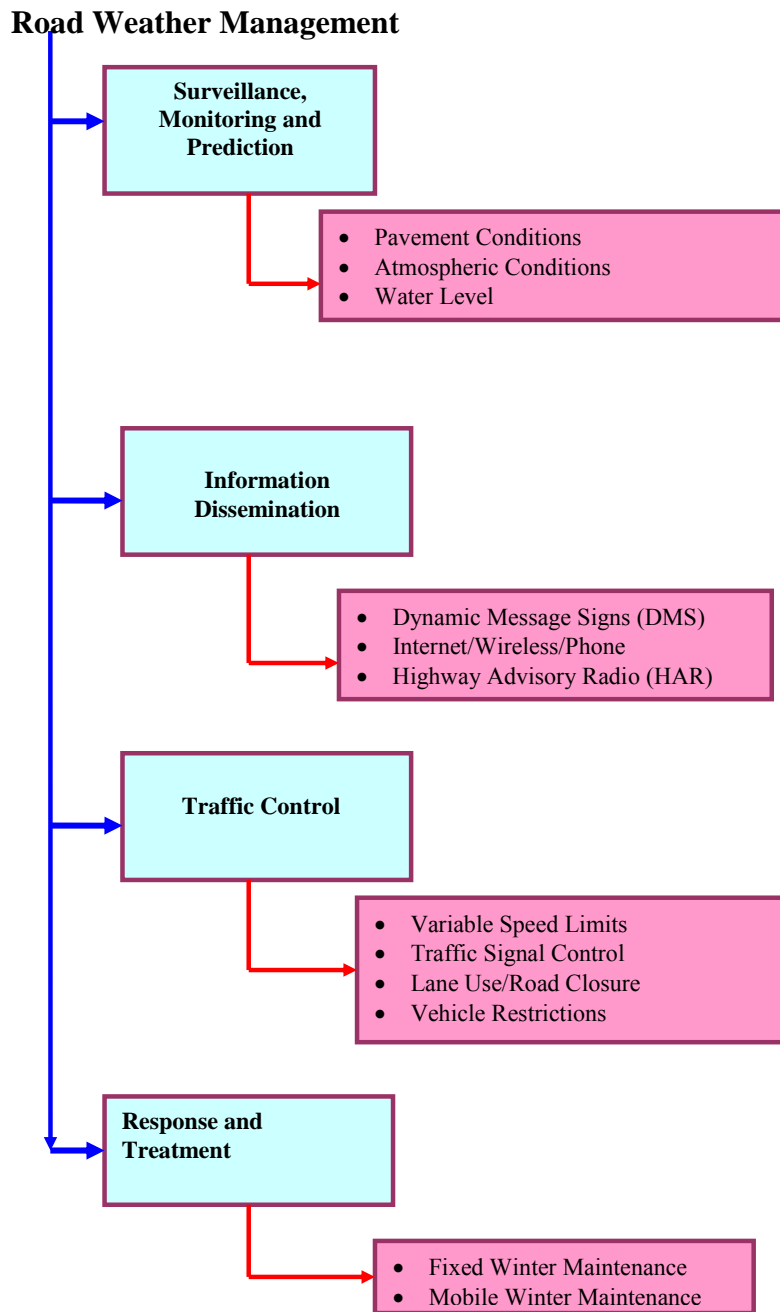 Road Weather Management
Surveillance,
Monitoring and
Prediction
• Pavement Conditions
• Atmospheric Conditions
• Water Level
Information
Dissemination
• Dynamic Message Signs (DMS)
• Internet/Wireless/Phone
• Highway Advisory Radio (HAR)
Traffic Control
• Variable Speed Limits
• Traffic Signal Control
• Lane Use/Road Closure
• Vehicle Restrictions
Response and
Treatment
• Fixed Winter Maintenance
• Mobile Winter Maintenance